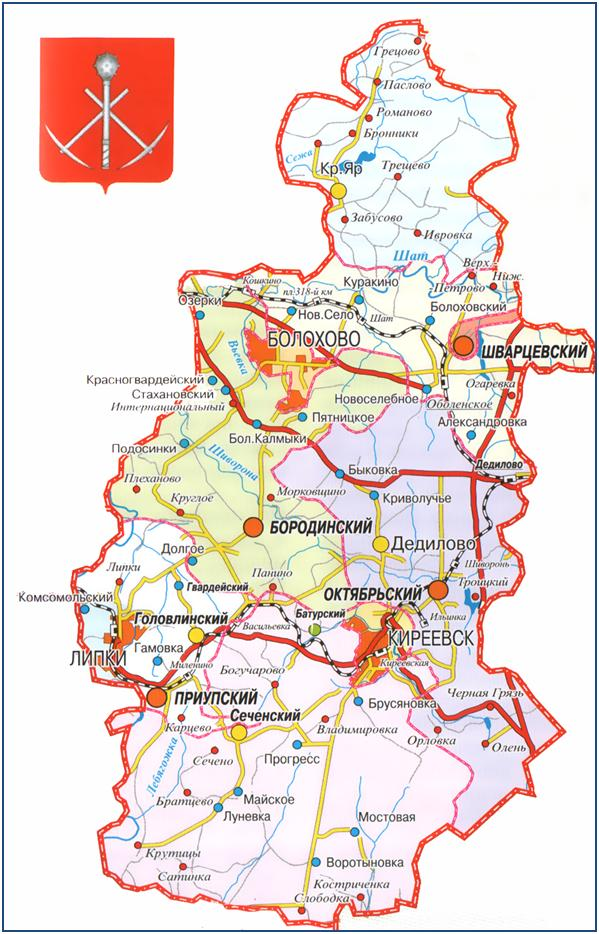 Грецово
Паслово
Романово
Бронники
Сежа
Трещево
Кр.Яр
Забусово
Ивровка
Шат
Верх.-
Ниж.
Петрово
Кошкино
Куракино
пл.318-й км
Озерки
Нов.Село
Шат
Болоховский
БОЛОХОВО
ШВАРЦЕВСКИЙ
Вьевка
Красногвардейский
Стахановский
Интернациональный
Новоселебное
Огаревка
Оболенское
Пятницкое
Александровка
Бол.Калмыки
Подосинки
Шиворона
Быковка
Дедилово
Плеханово
Морковщино
Криволучье
Круглое
БОРОДИНСКИЙ
Дедилово
Долгое
Шиворонь
Липки
Панино
Гвардейский
ОКТЯБРЬСКИЙ
Троицкий
Комсомольский
Батурский
Головлинский
Васильевка
Ильинка
КИРЕЕВСК
ЛИПКИ
Гамовка
Миленино
Киреевская
Богучарово
ПРИУПСКИЙ
Черная Грязь
Брусяновка
Сеченский
Карцево
Владимировка
Орловка
Олень
Сечено
Прогресс
Лебягожка
Братцево
Майское
Луневка
Мостовая
Крутицы
Воротыновка
Сатинка
Костриченка
Слободка